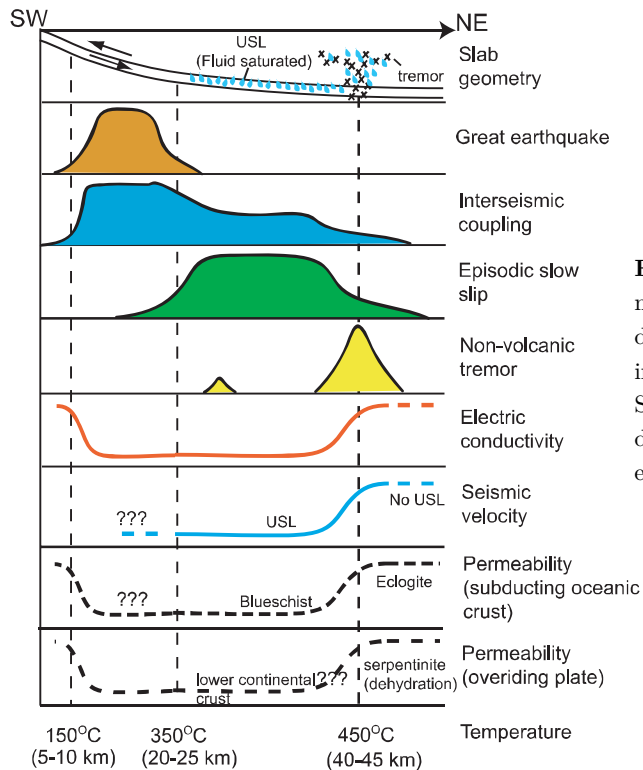 SW
NE
USL
(Fluid saturated)
tremor
Slab
geometry
Great earthquake
Interseismic
coupling
Episodic slow
slip
Non-volcanic
tremor
Electric
conductivity
Seismic
velocity
???
USL
No USL
Permeability
(subducting oceanic
crust)
???
Blueschist
Eclogite
Permeability
(overiding plate)
lower continental
crust
???
serpentinite
(dehydration)
150°C
(5-10 km)
350°C
(20-25 km)
450°C
(40-45 km)
Temperature